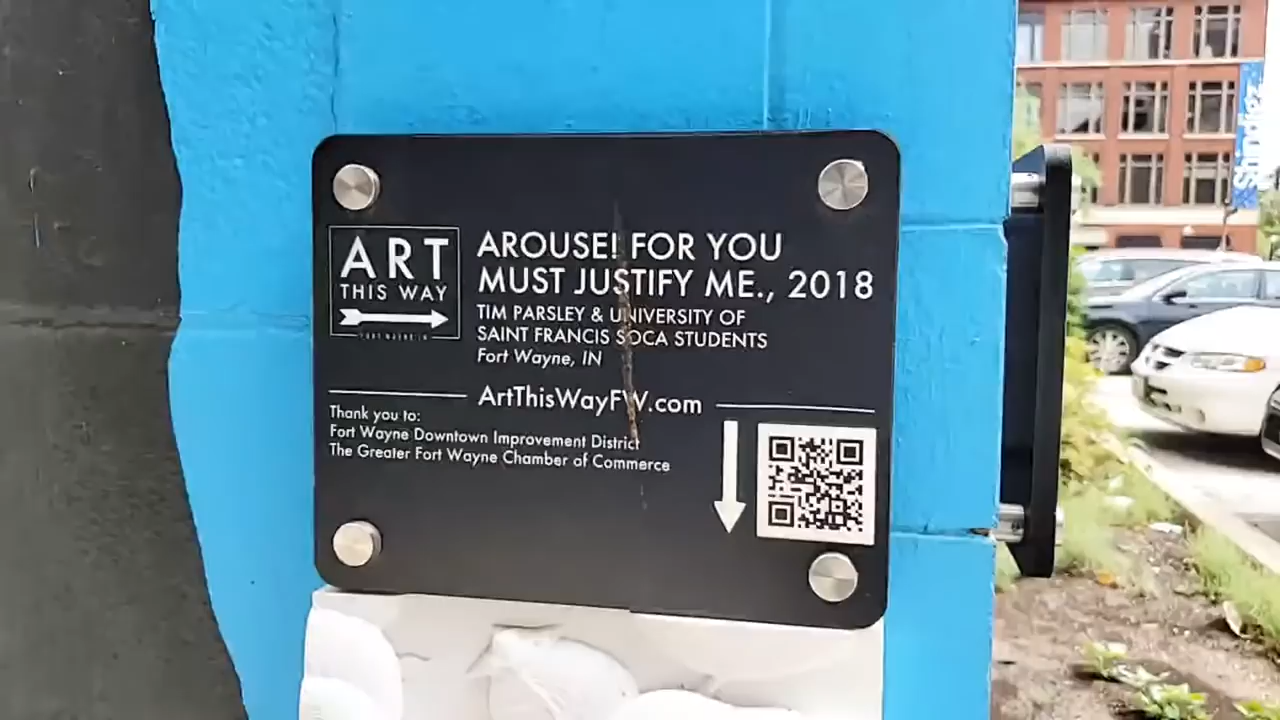 ART
THIS WAY
AROUSE! FOR YOU
MUST JUSTIFY ME., 2018
TIM PARSLEY & UNIVERSITY OF
SAINT FRANCIS SOCA STUDENTS
Fort Wayne, IN
ArtThisWayFW.com
Thank you to:
Fort Wayne Downtown Improvement District
The Greater Fort Wayne Chamber of Commerce